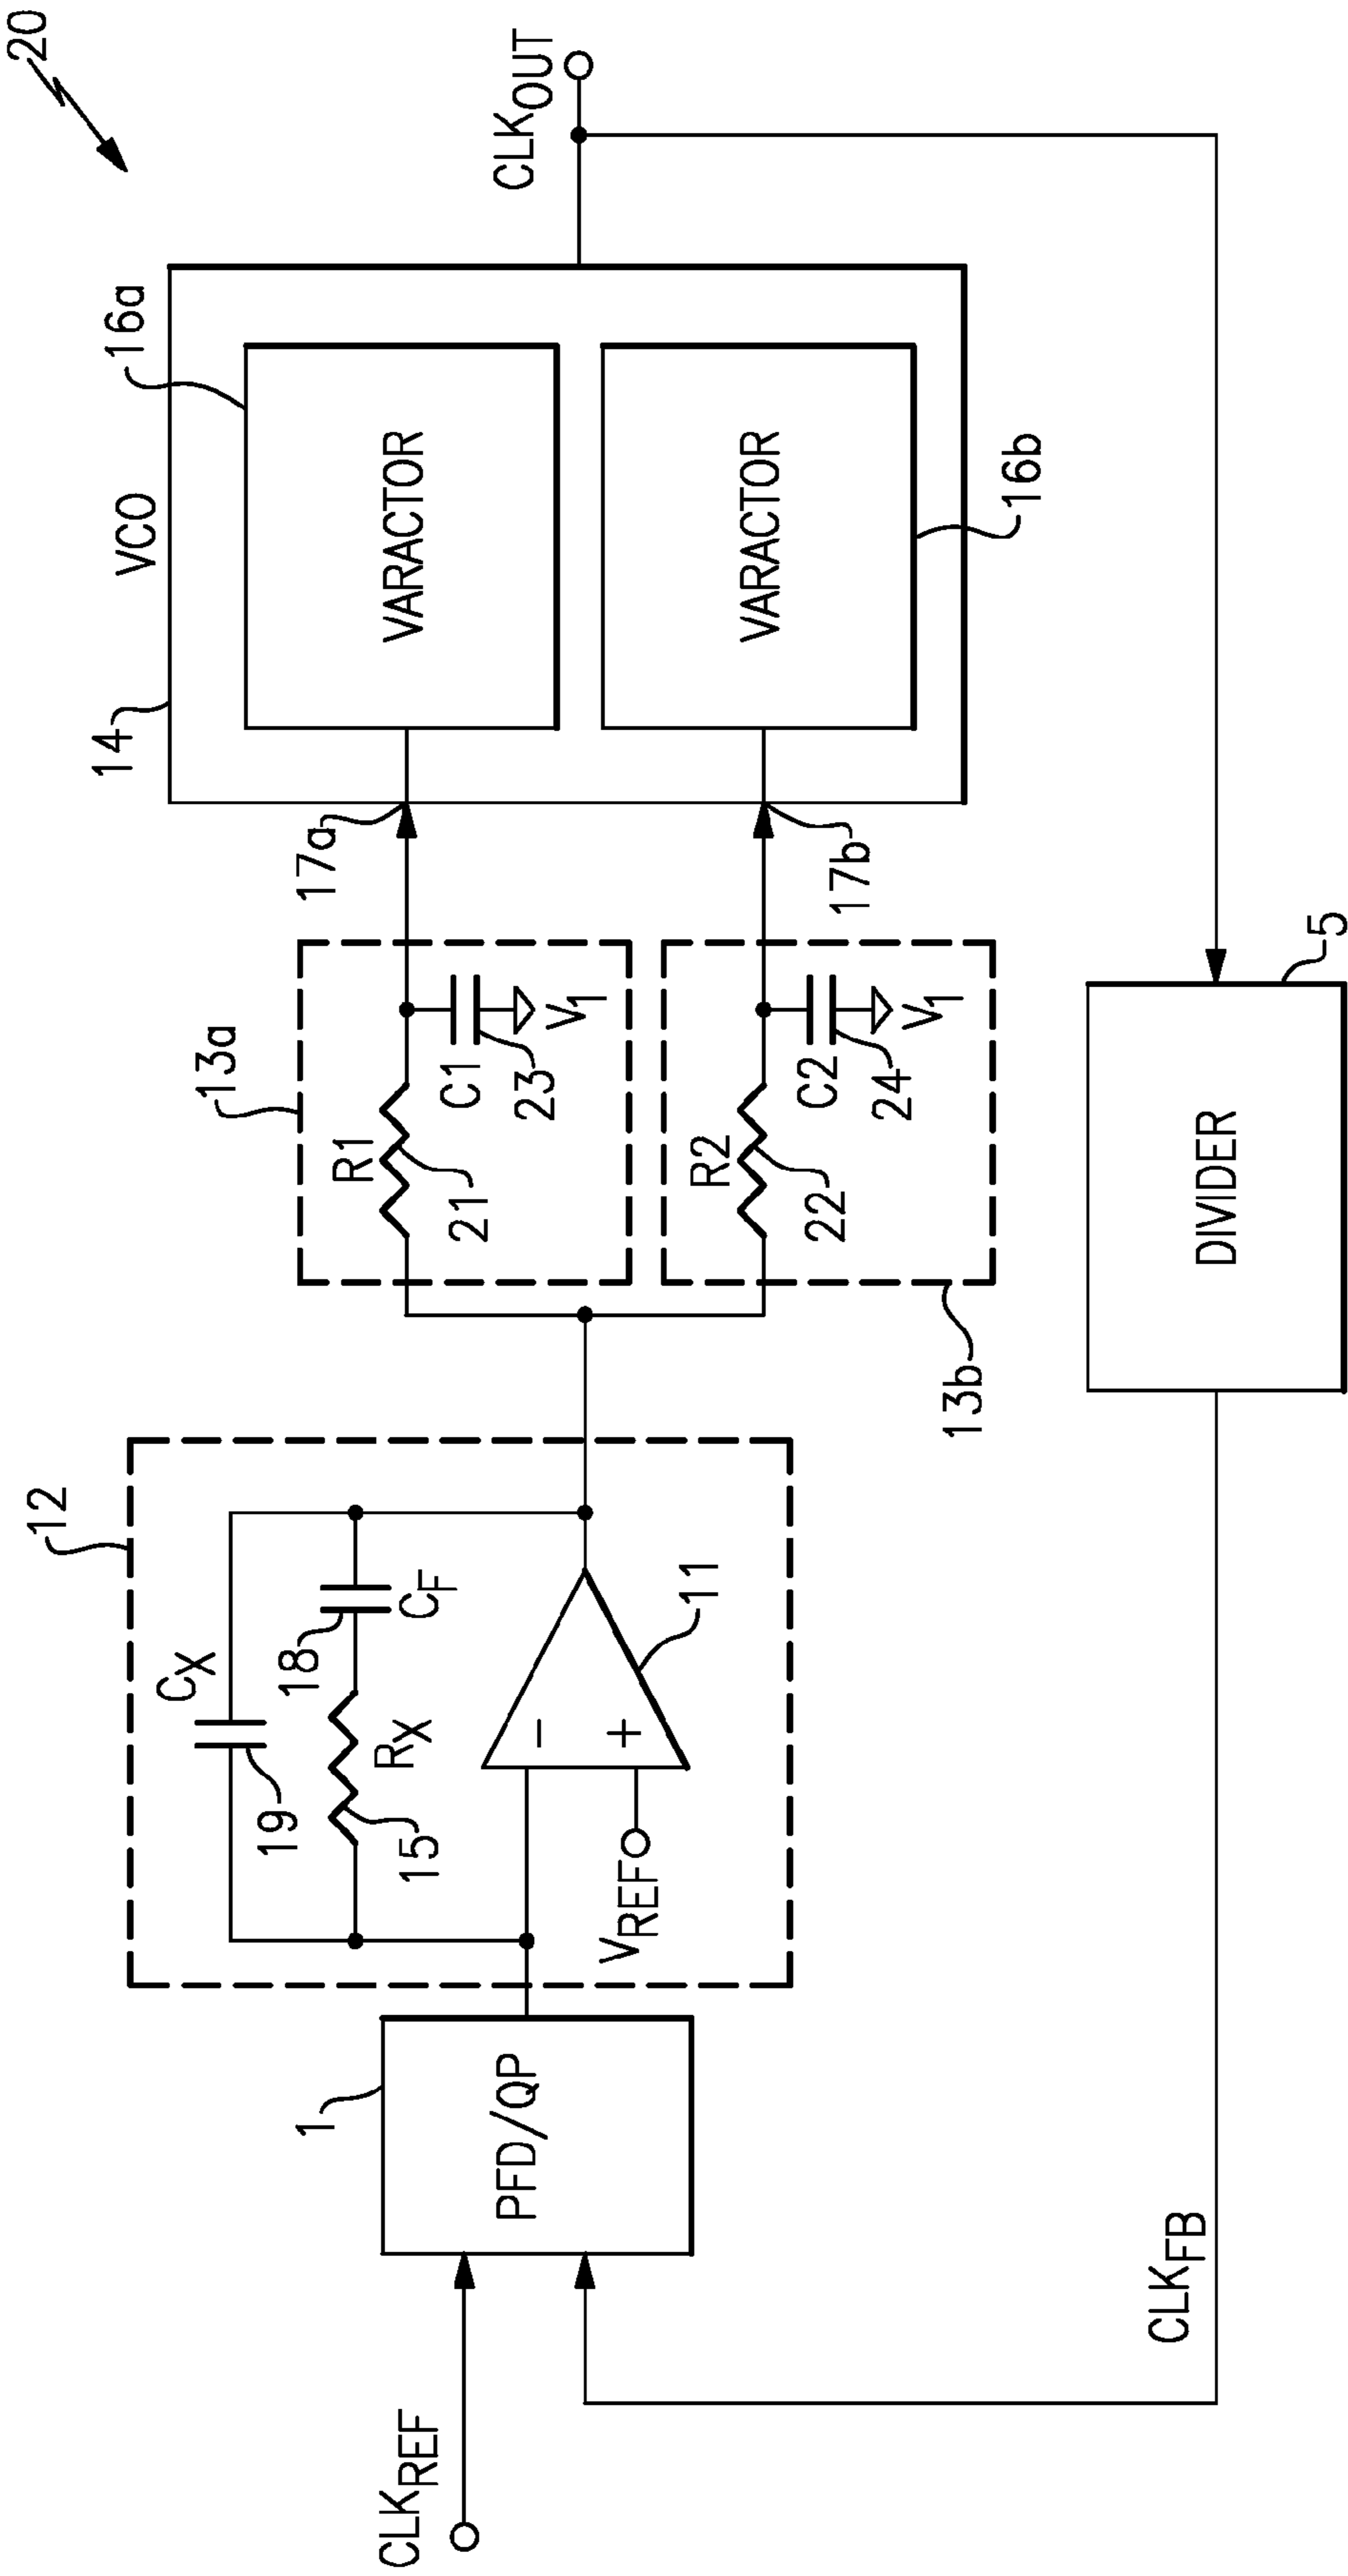 20
VCO
14
16a
VARACTOR
VARACTOR
16b
17a
17b
CLKOUT
13a
R1
21
C1
23
V1
R2
22
C2
24
V1
13b
12
CX
19
18
CF
RX
15
11
−
+
VREF
1
PFD/QP
CLKREF
CLKFB
DIVIDER
5